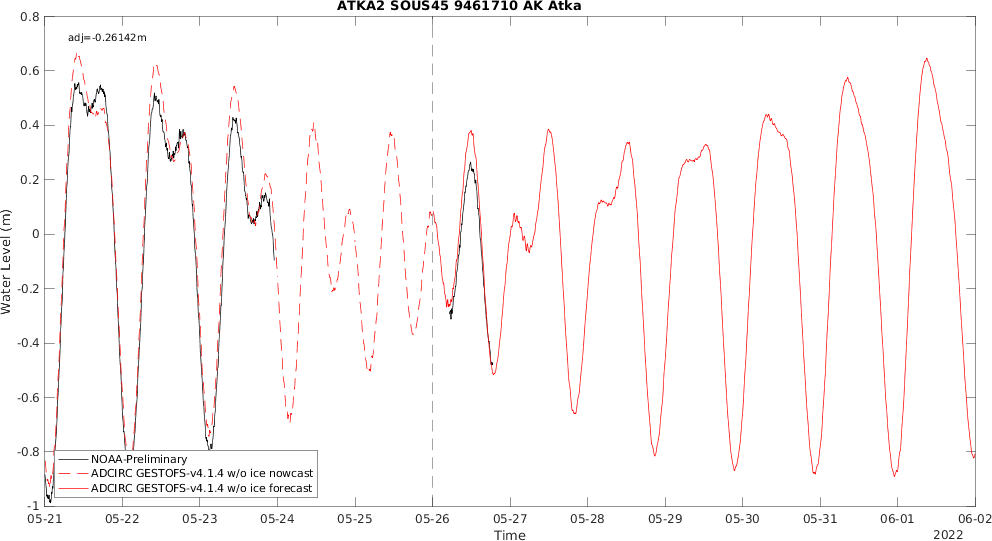 ATKA2 SOUS45 9461710 AK Atka
adj=-0.26142m
Water Level (m)
0.8
0.6
0.4
0.2
0
-0.2
-0.4
-0.6
-0.8
-1
NOAA-Preliminary
ADCIRC GESTOFS-v4.1.4 w/o ice nowcast
ADCIRC GESTOFS-v4.1.4 w/o ice forecast
05-21 05-22 05-23 05-24 05-25 05-26 05-27 05-28 05-29 05-30 05-31 06-01 06-02
Time
2022